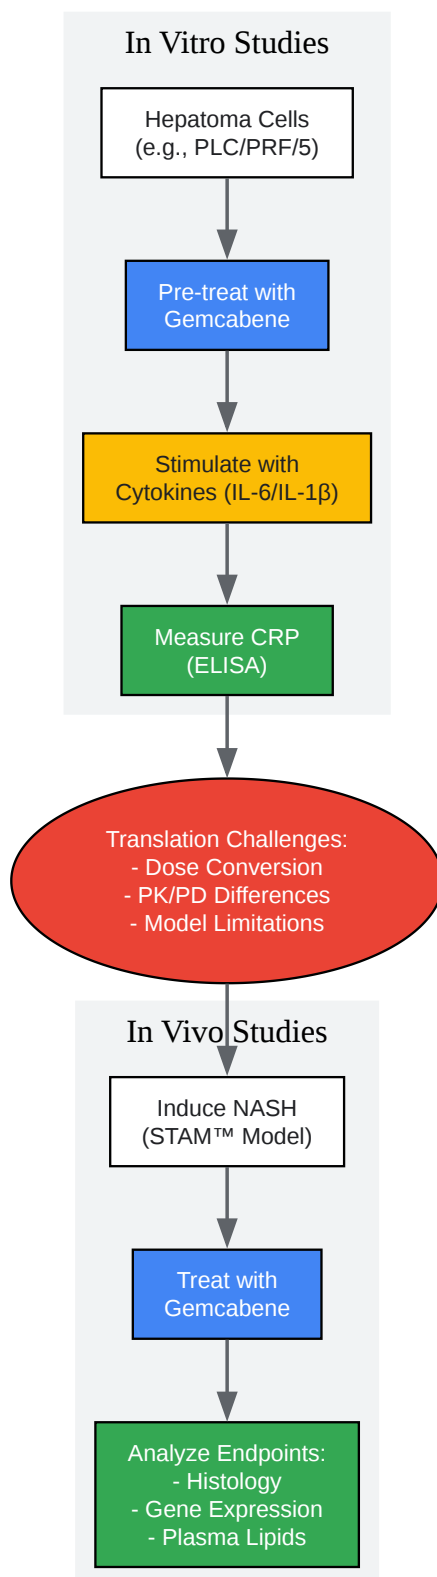 In Vitro Studies
Hepatoma Cells
(e.g., PLC/PRF/5)
Pre-treat with
Gemcabene
Stimulate with
Cytokines (IL-6/IL-1β)
Measure CRP
(ELISA)
Translation Challenges:
- Dose Conversion
- PK/PD Differences
- Model Limitations
In Vivo Studies
Induce NASH
(STAM™ Model)
Treat with
Gemcabene
Analyze Endpoints:
- Histology
- Gene Expression
- Plasma Lipids